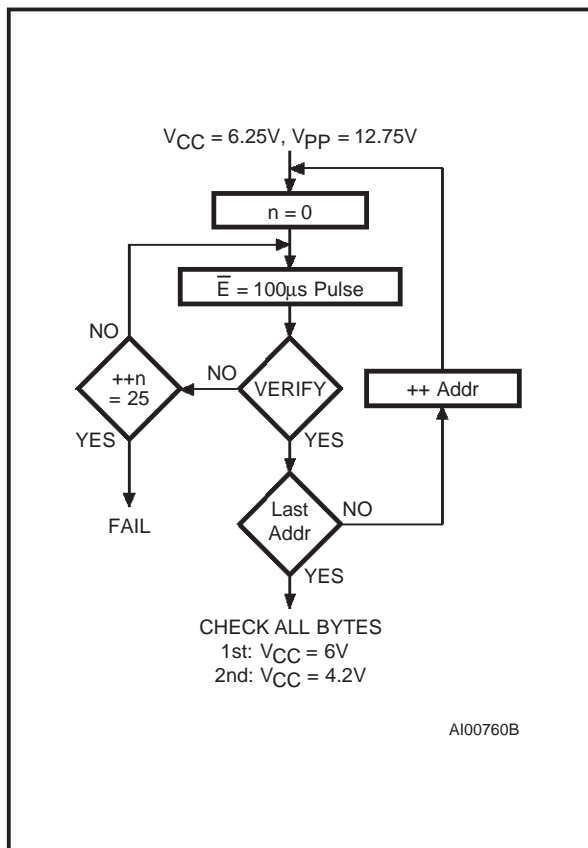 VCC = 6.25V, VPP = 12.75V
n = 0
E̅ = 100µs Pulse
NO
++n
= 25
NO
VERIFY
++ Addr
YES
YES
FAIL
Last
Addr
NO
YES
CHECK ALL BYTES
1st: VCC = 6V
2nd: VCC = 4.2V
AI00760B